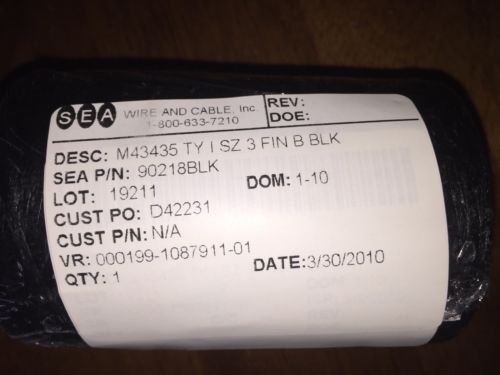 SEA WIRE AND CABLE, Inc.
1-800-633-7210
REV:
DOE:
DESC: M43435 TY I SZ 3 FIN B BLK
SEA P/N: 90218BLK
LOT: 19211 DOM: 1-10
CUST PO: D42231
CUST P/N: N/A
VR: 000199-1087911-01
QTY: 1 DATE:3/30/2010